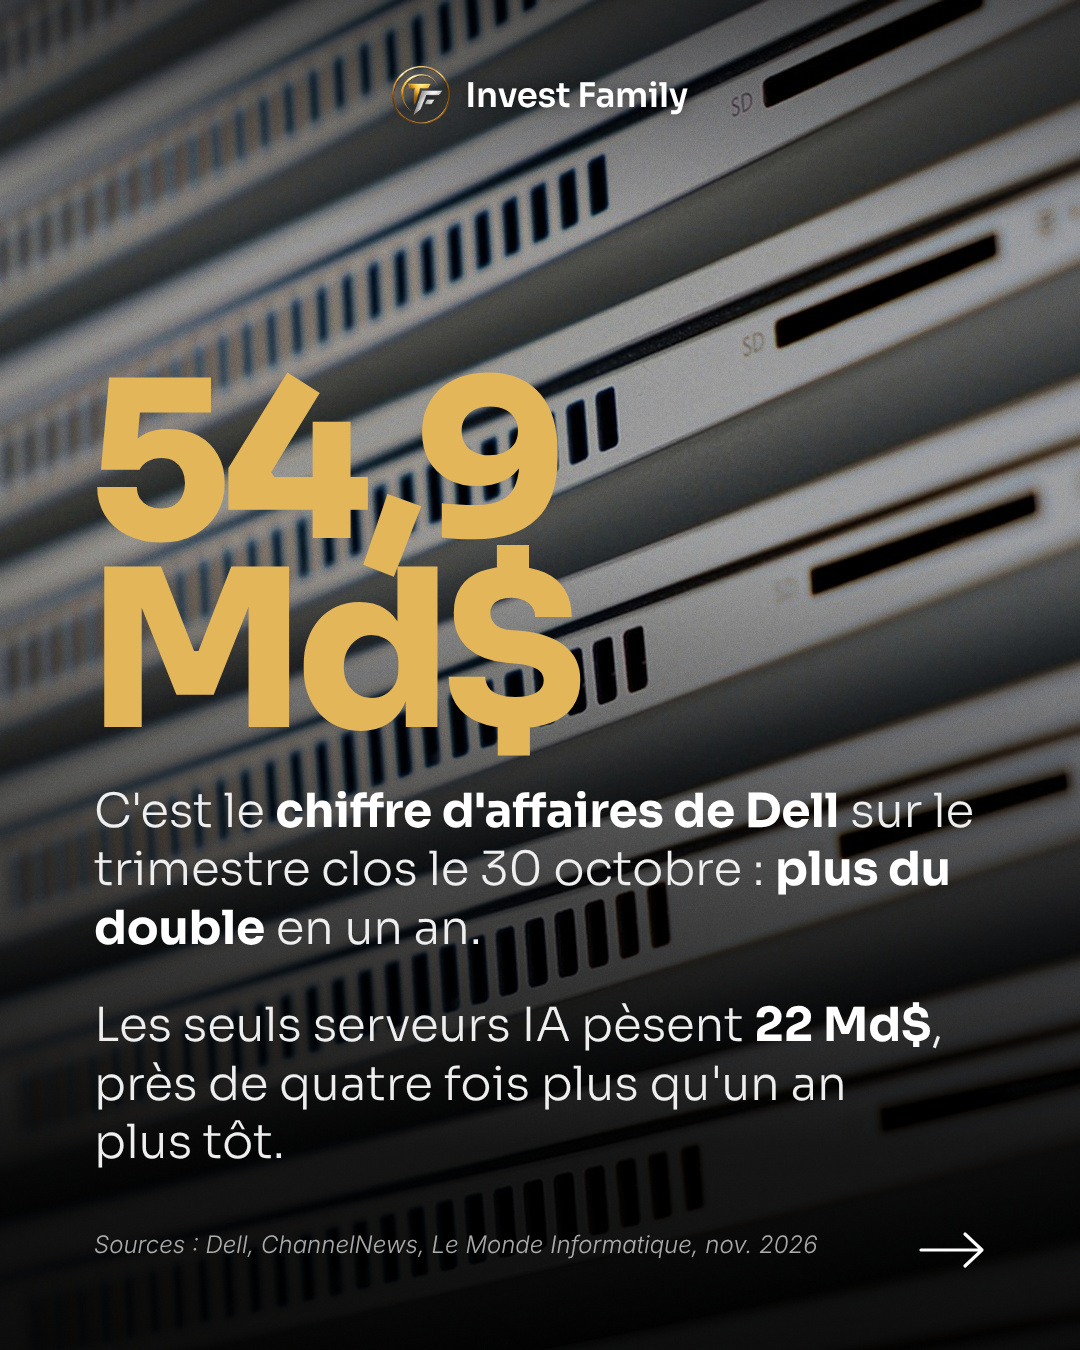 Invest Family
SD
SD
54,9
Md$
C'est le chiffre d'affaires de Dell sur le
trimestre clos le 30 octobre : plus du
double en un an.
Les seuls serveurs IA pèsent 22 Md$,
près de quatre fois plus qu'un an
plus tôt.
Sources : Dell, ChannelNews, Le Monde Informatique, nov. 2026